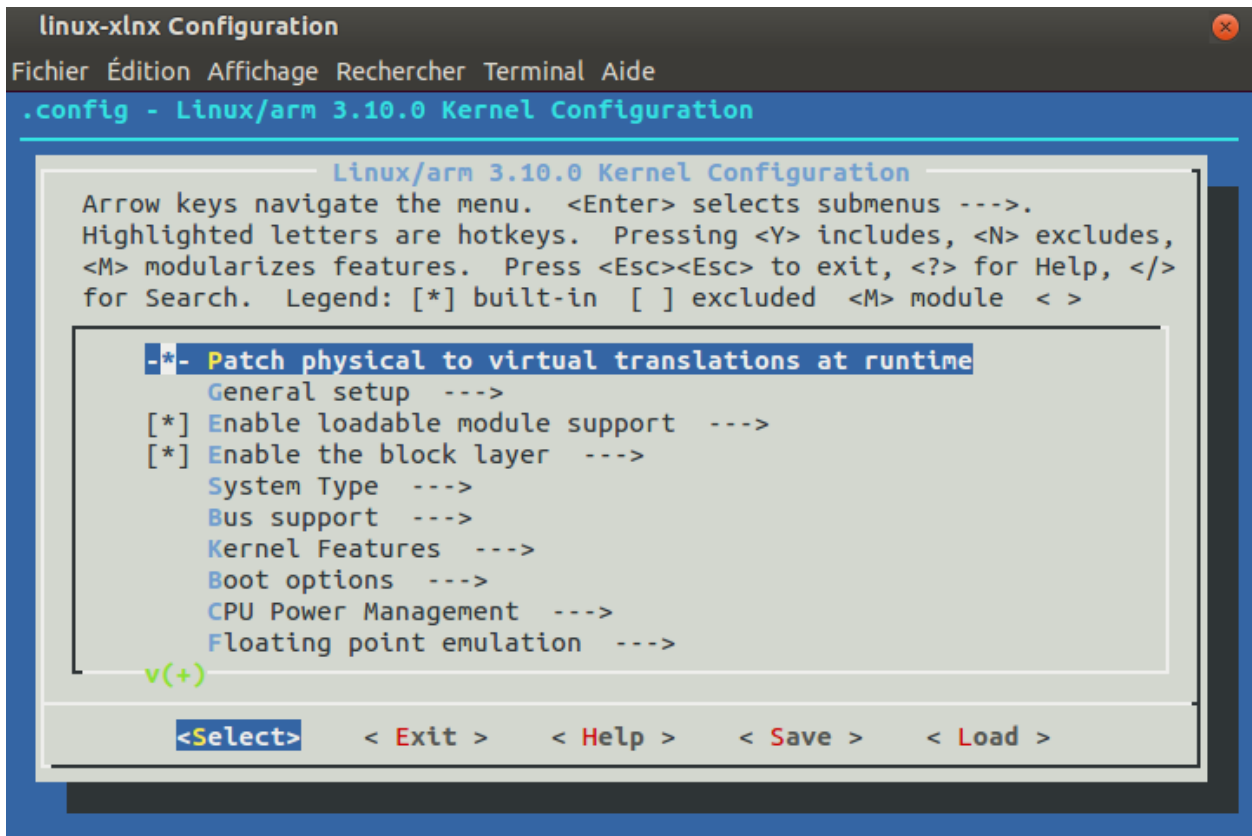 linux-xlnx Configuration
Fichier Édition Affichage Rechercher Terminal Aide
.config - Linux/arm 3.10.0 Kernel Configuration
Linux/arm 3.10.0 Kernel Configuration
Arrow keys navigate the menu.  <Enter> selects submenus --->.
Highlighted letters are hotkeys.  Pressing <Y> includes, <N> excludes,
<M> modularizes features.  Press <Esc><Esc> to exit, <?> for Help, </>
for Search.  Legend: [*] built-in  [ ] excluded  <M> module  < >
-*- Patch physical to virtual translations at runtime
General setup  --->
[*] Enable loadable module support  --->
[*] Enable the block layer  --->
System Type  --->
Bus support  --->
Kernel Features  --->
Boot options  --->
CPU Power Management  --->
Floating point emulation  --->
v(+)
<Select>    < Exit >    < Help >    < Save >    < Load >